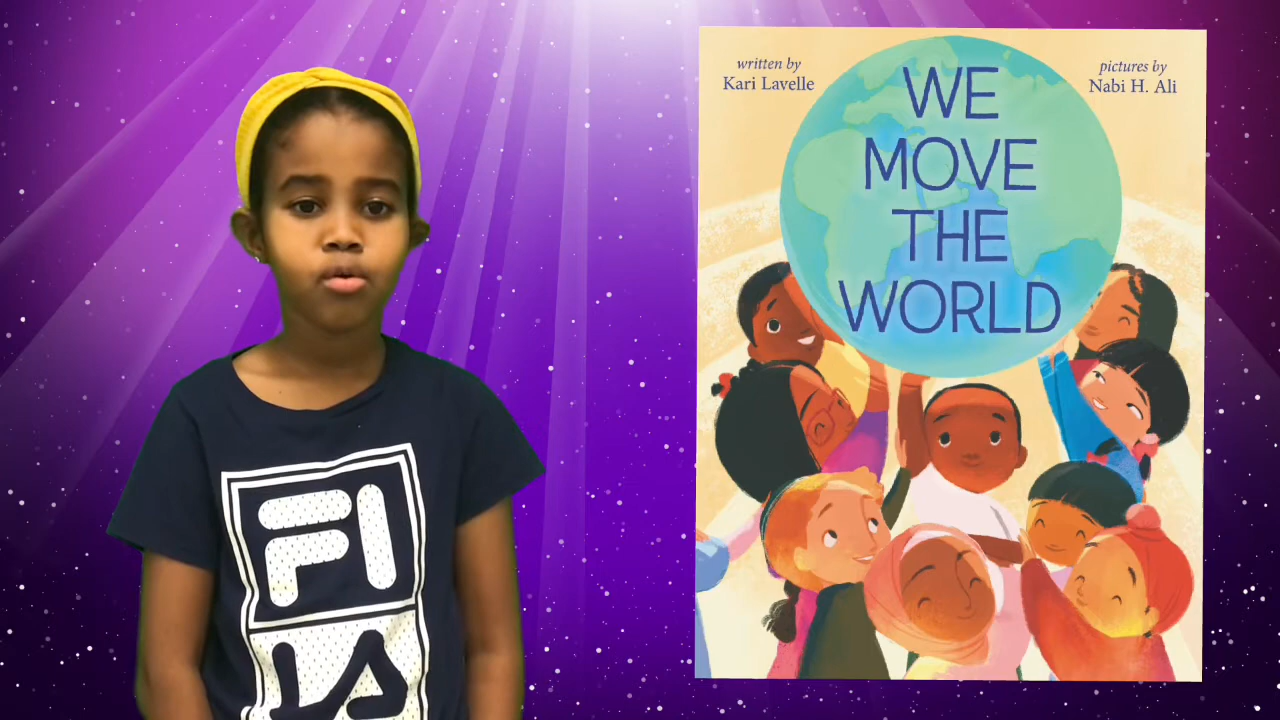 written by
Kari Lavelle
pictures by
Nabi H. Ali
WE
MOVE
THE
WORLD
FI
LA